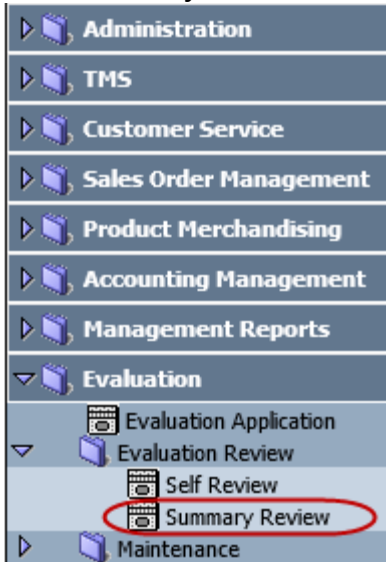 Administration
TMS
Customer Service
Sales Order Management
Product Merchandising
Accounting Management
Management Reports
Evaluation
Evaluation Application
Evaluation Review
Self Review
Summary Review
Maintenance